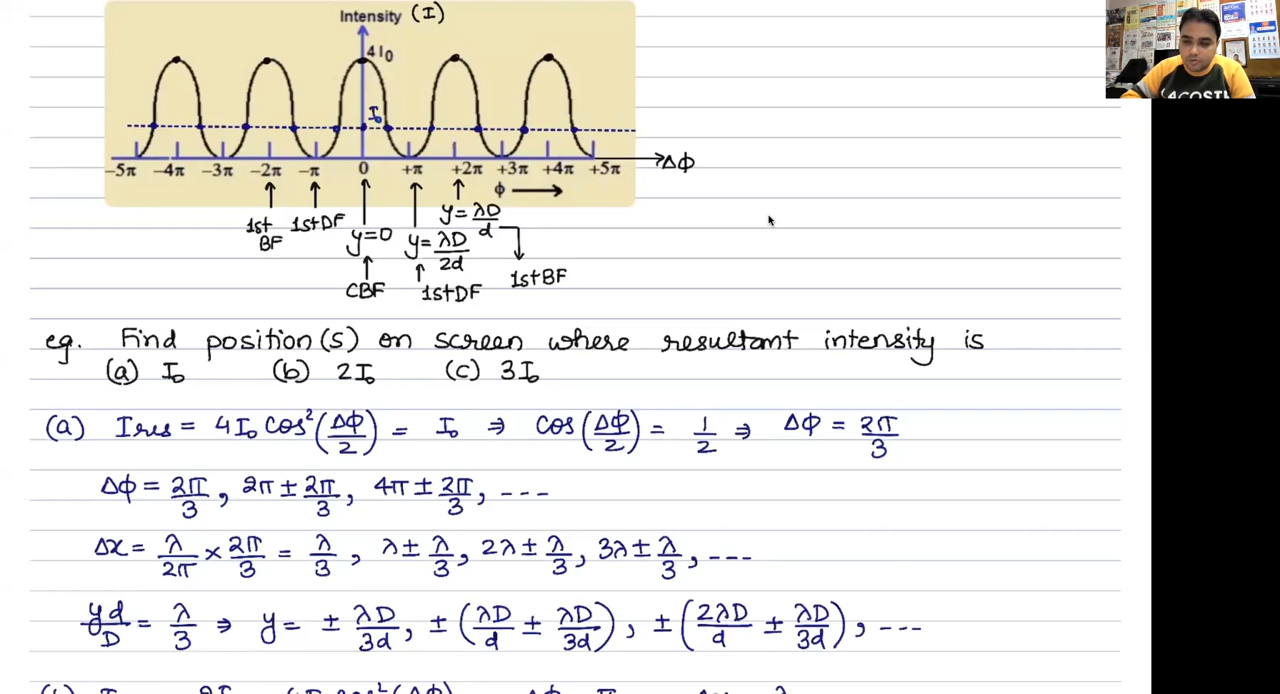 Intensity (I)
4I₀
I₀
−5π −4π −3π −2π −π 0 +π +2π +3π +4π +5π
Φ
Δϕ
1st BF
1st DF
y=0
CBF
y=λD/2d
1st DF
y=λD/d
1st BF
LACOSTE
eg. Find position(s) on screen where resultant intensity is
(a) I₀ (b) 2I₀ (c) 3I₀
(a) Ires = 4I₀ cos²(Δϕ/2) = I₀ ⇒ cos(Δϕ/2) = 1/2 ⇒ Δϕ = 2π/3
Δϕ = 2π/3, 2π ± 2π/3, 4π ± 2π/3, ---
Δx = λ/2π × 2π/3 = λ/3, λ ± λ/3, 2λ ± λ/3, 3λ ± λ/3, ---
yd/D = λ/3 ⇒ y = ± λD/3d, ± (λD/d ± λD/3d), ± (2λD/d ± λD/3d), ---